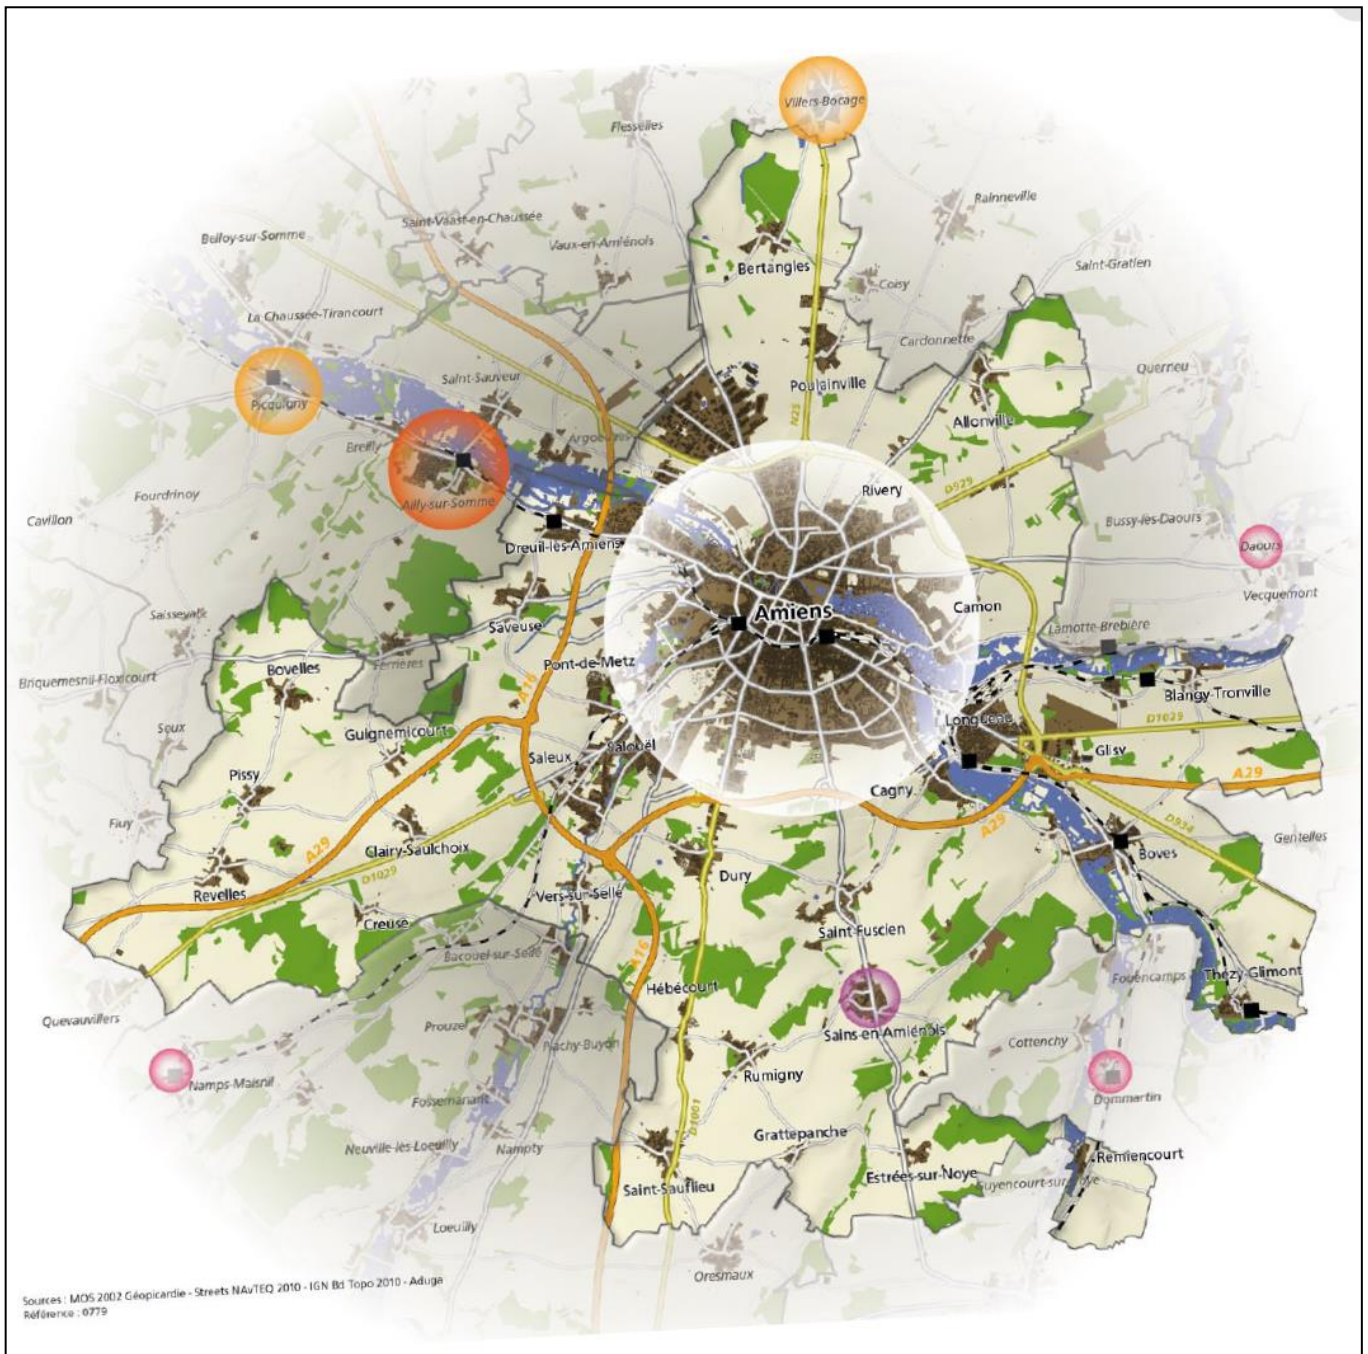 Villers-Bocage
Flesselles
Rainneville
Saint-Vaast-en-Chaussée
Belloy-sur-Somme
Vaux-en-Amiénois
Bertangles
Saint-Gratien
Coisy
La Chaussée-Tirancourt
Cardonnette
Querrieu
Saint-Sauveur
Poulainville
Picquigny
N25
Allonville
Argoeuves
Breilly
Rivery
D929
Fourdrinoy
Ailly-sur-Somme
Cavillon
Bussy-lès-Daours
Dreuil-lès-Amiens
Daours
Vecquemont
Saisseval
Amiens
Camon
Saveuse
Lamotte-Brebière
Ferrières
Pont-de-Metz
Bovelles
Briquemesnil-Floxicourt
A16
Blangy-Tronville
Longueau
D1029
Soux
Guignemicourt
Salouël
Saleux
Glisy
Pissy
A29
Cagny
Fluy
A29
D934
Gentelles
A29
Clairy-Saulchoix
Boves
D1029
Dury
Revelles
Vers-sur-Selle
Creuse
Saint-Fuscien
Bacouel-sur-Selle
A16
Fouencamps
Thézy-Glimont
Hébécourt
Quevauvillers
Prouzel
Sains-en-Amiénois
Plachy-Buyon
Cottenchy
Namps-Maisnil
Rumigny
Fossemanant
Dommartin
D1001
Neuville-lès-Loeuilly
Nampty
Grattepanche
Remiencourt
Estrées-sur-Noye
Guyencourt-sur-Noye
Saint-Sauflieu
Loeuilly
Oresmaux
Sources : MOS 2002 Géopicardie - Streets NAVTEQ 2010 - IGN Bd Topo 2010 - Aduga
Référence : 0779